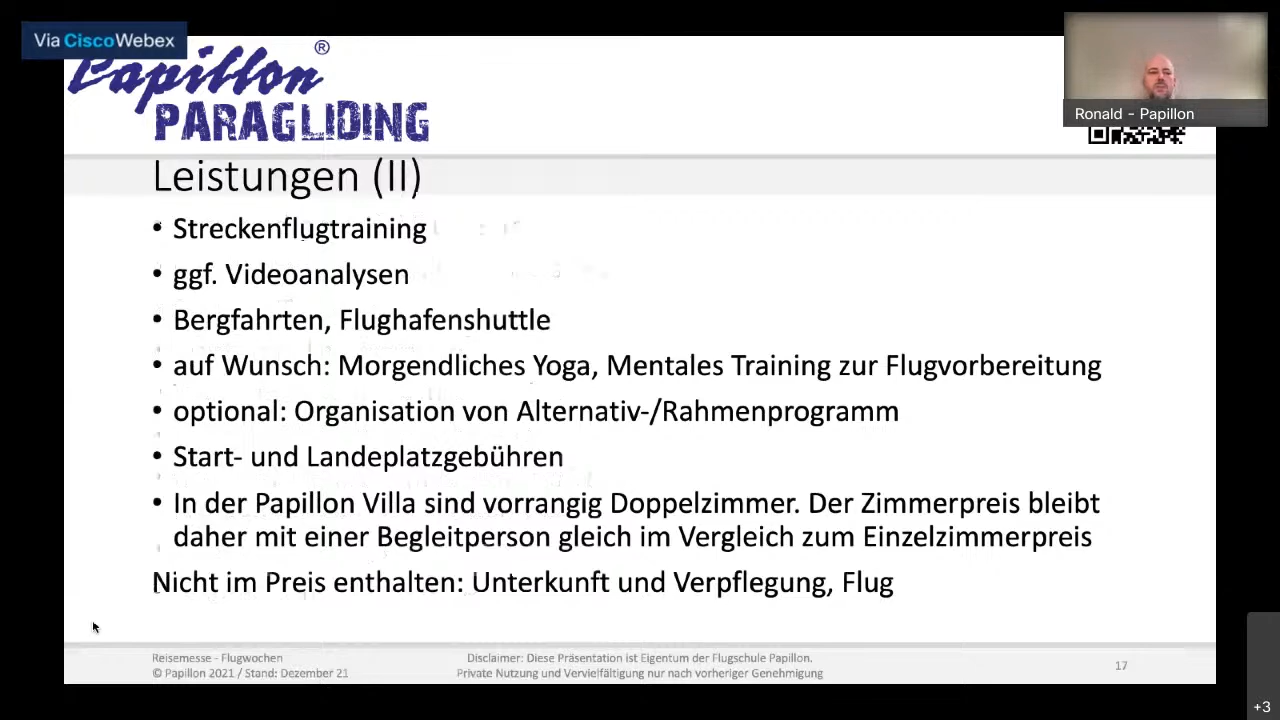 Via Cisco Webex
Papillon®
PARAGLIDING
Ronald - Papillon
Leistungen (II)
• Streckenflugtraining
• ggf. Videoanalysen
• Bergfahrten, Flughafenshuttle
• auf Wunsch: Morgendliches Yoga, Mentales Training zur Flugvorbereitung
• optional: Organisation von Alternativ-/Rahmenprogramm
• Start- und Landeplatzgebühren
• In der Papillon Villa sind vorrangig Doppelzimmer. Der Zimmerpreis bleibt
daher mit einer Begleitperson gleich im Vergleich zum Einzelzimmerpreis
Nicht im Preis enthalten: Unterkunft und Verpflegung, Flug
Reisemesse - Flugwochen
© Papillon 2021 / Stand: Dezember 21
Disclaimer: Diese Präsentation ist Eigentum der Flugschule Papillon.
Private Nutzung und Vervielfältigung nur nach vorheriger Genehmigung
17
+3